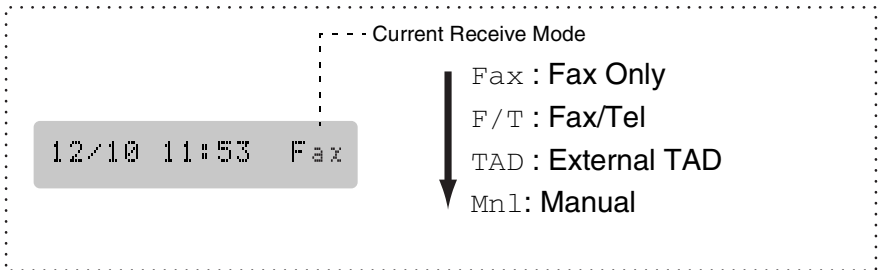 Current Receive Mode
Fax : Fax Only
F/T : Fax/Tel
12/10 11:53 Fax
TAD : External TAD
Mnl: Manual